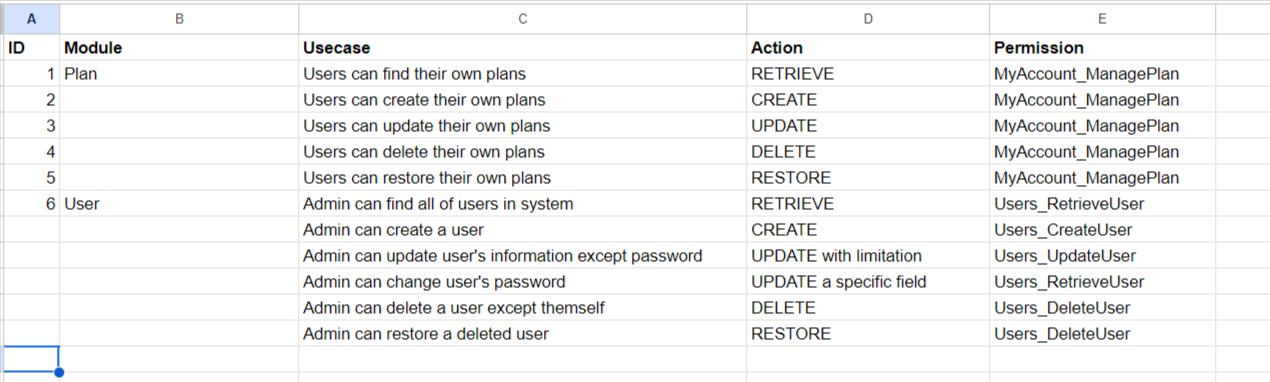 A B C D E
ID Module Usecase Action Permission
1 Plan Users can find their own plans RETRIEVE MyAccount_ManagePlan
2 Users can create their own plans CREATE MyAccount_ManagePlan
3 Users can update their own plans UPDATE MyAccount_ManagePlan
4 Users can delete their own plans DELETE MyAccount_ManagePlan
5 Users can restore their own plans RESTORE MyAccount_ManagePlan
6 User Admin can find all of users in system RETRIEVE Users_RetrieveUser
Admin can create a user CREATE Users_CreateUser
Admin can update user's information except password UPDATE with limitation Users_UpdateUser
Admin can change user's password UPDATE a specific field Users_RetrieveUser
Admin can delete a user except themself DELETE Users_DeleteUser
Admin can restore a deleted user RESTORE Users_DeleteUser